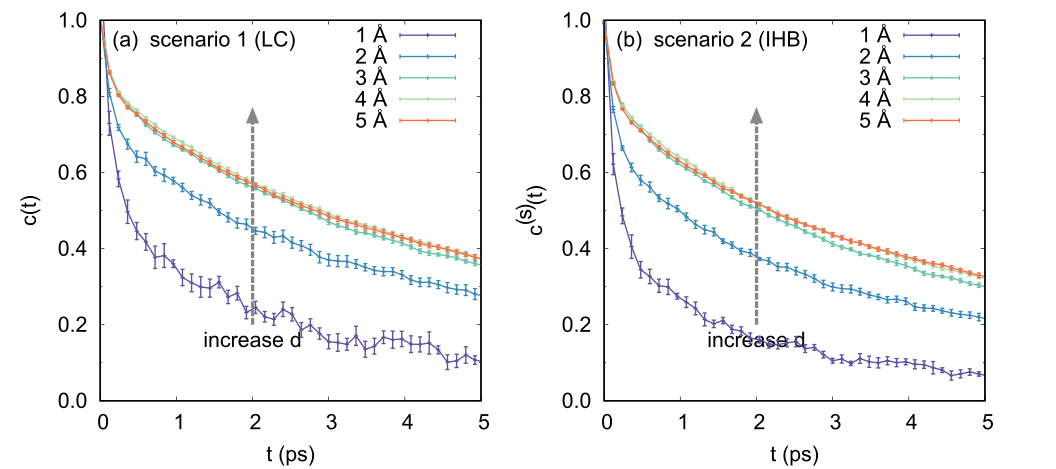 (a) scenario 1 (LC)
1 Å
2 Å
3 Å
4 Å
5 Å
increase d
c(t)
1.0
0.8
0.6
0.4
0.2
0.0
0 1 2 3 4 5
t (ps)
(b) scenario 2 (IHB)
1 Å
2 Å
3 Å
4 Å
5 Å
increase d
c(s)(t)
1.0
0.8
0.6
0.4
0.2
0.0
0 1 2 3 4 5
t (ps)